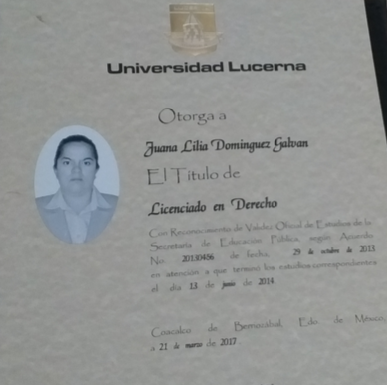 Universidad Lucerna
Otorga a
Juana Lilia Dominguez Galvan
El Título de
Licenciado en Derecho
Con Reconocimiento de Validez Oficial de Estudios de la
Secretaría de Educación Pública, según Acuerdo
No. 20130456 de fecha, 29 de octubre de 2013
en atención a que terminó los estudios correspondientes
el día 13 de junio de 2014.
Coacalco de Berriozábal, Edo. de México,
a 21 de marzo de 2017.